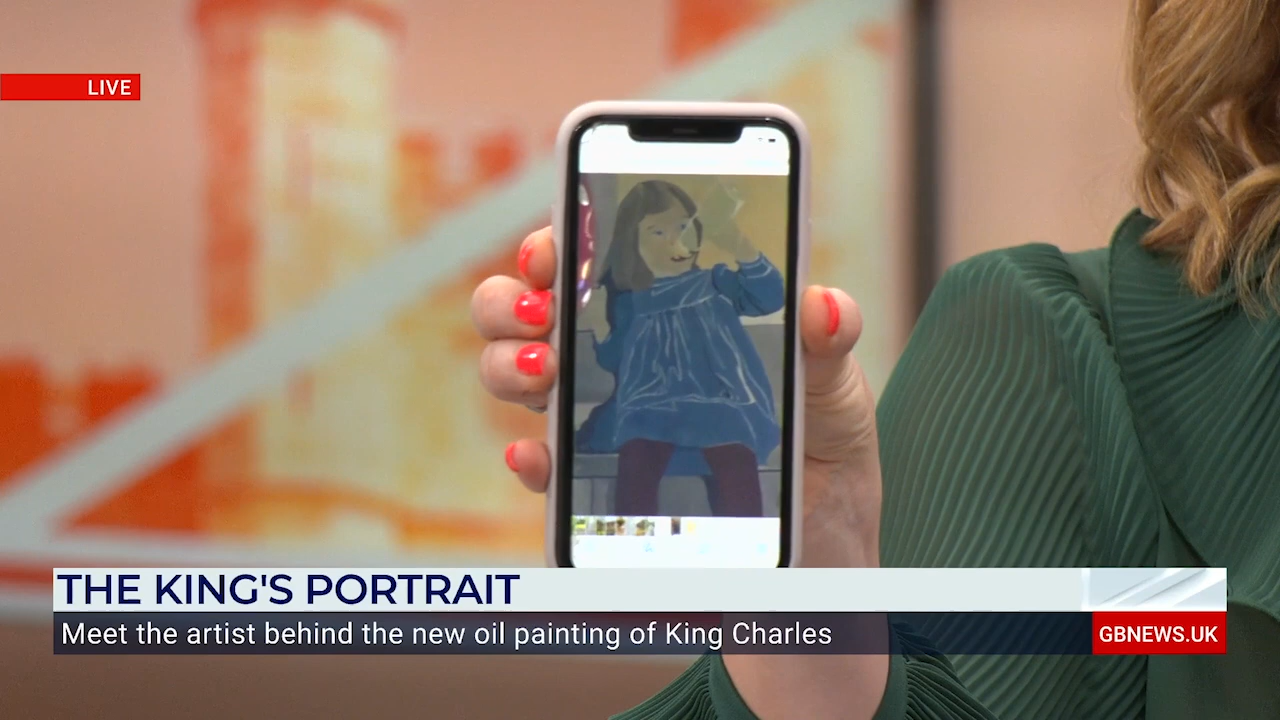 LIVE
THE KING'S PORTRAIT
Meet the artist behind the new oil painting of King Charles
GBNEWS.UK